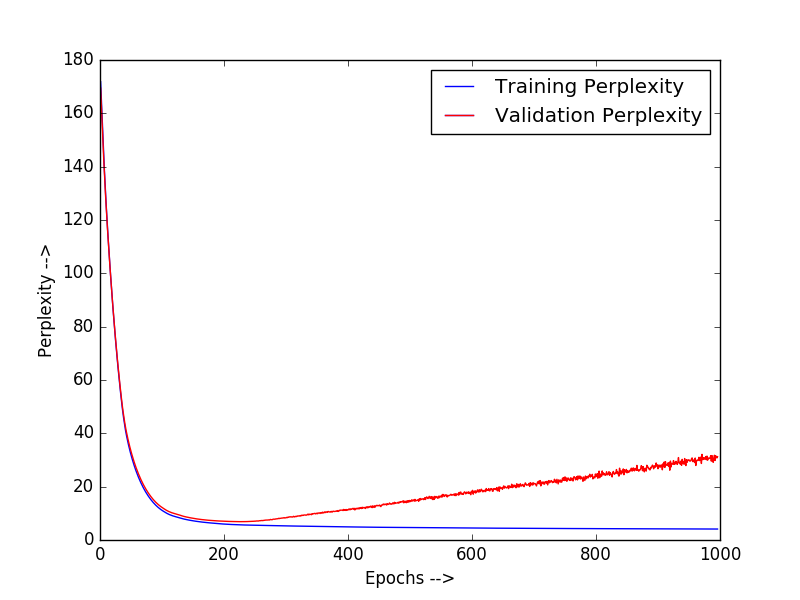 180
160
140
120
100
80
60
40
20
0
Perplexity -->
Training Perplexity
Validation Perplexity
0 200 400 600 800 1000
Epochs -->